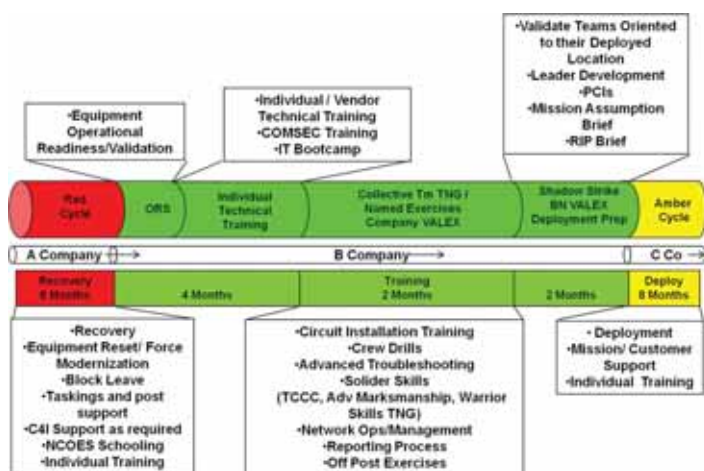 •Validate Teams Oriented
to their Deployed
Location
•Leader Development
•PCIs
•Mission Assumption
Brief
•RIP Brief
•Individual / Vendor
Technical Training
•COMSEC Training
•IT Bootcamp
•Equipment
Operational
Readiness/Validation
Red
Cycle
ORS
Individual
Technical
Training
Collective Tm TNG /
Named Exercises
Company VALEX
Shadow Strike
BN VALEX
Deployment Prep
Amber
Cycle
A Company
B Company
C Co
Recovery
6 Months
4 Months
Training
2 Months
2 Months
Deploy
8 Months
•Recovery
•Equipment Reset/ Force
Modernization
•Block Leave
•Taskings and post
support
•C4I Support as required
•NCOES Schooling
•Individual Training
•Circuit Installation Training
•Crew Drills
•Advanced Troubleshooting
•Solider Skills
(TCCC, Adv Marksmanship, Warrior
Skills TNG)
•Network Ops/Management
•Reporting Process
•Off Post Exercises
• Deployment
•Mission/ Customer
Support
•Individual Training